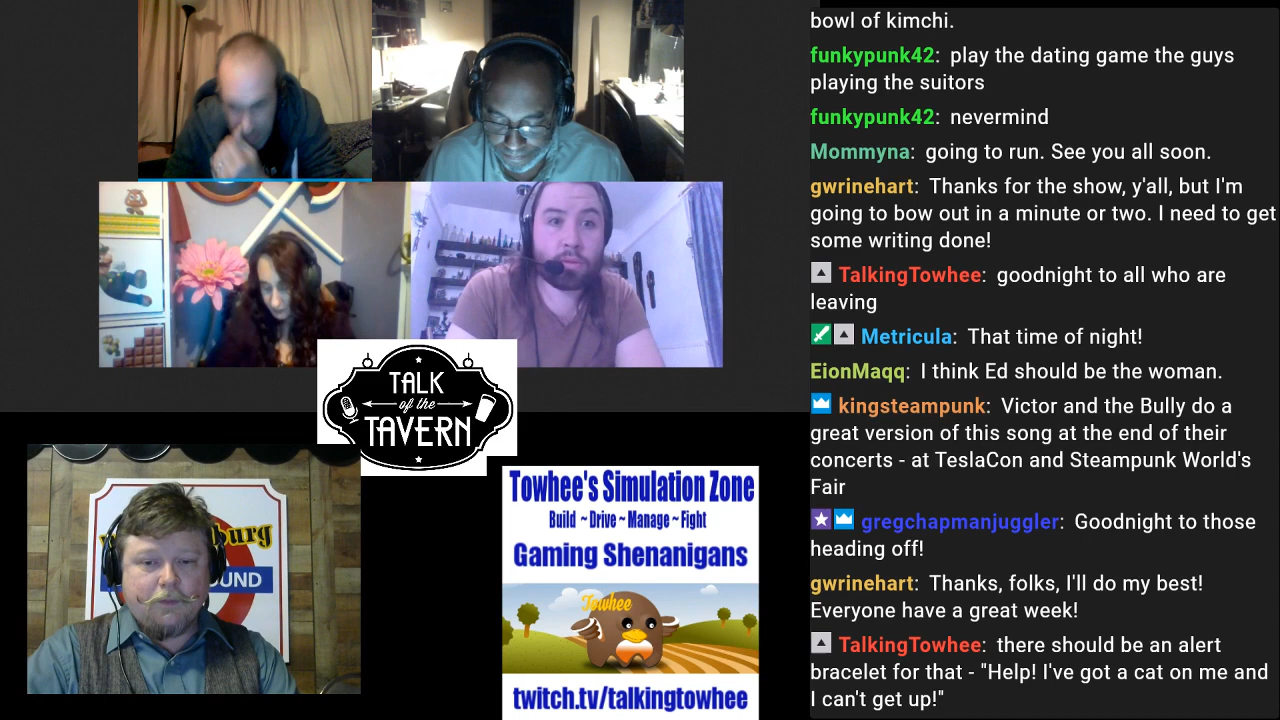 bowl of kimchi.
funkypunk42: play the dating game the guys
playing the suitors
funkypunk42: nevermind
Mommyna: going to run. See you all soon.
gwrinehart: Thanks for the show, y'all, but I'm
going to bow out in a minute or two. I need to get
some writing done!
TalkingTowhee: goodnight to all who are
leaving
Metricula: That time of night!
EionMaqq: I think Ed should be the woman.
kingsteampunk: Victor and the Bully do a
great version of this song at the end of their
concerts - at TeslaCon and Steampunk World's
Fair
gregchapmanjuggler: Goodnight to those
heading off!
gwrinehart: Thanks, folks, I'll do my best!
Everyone have a great week!
TalkingTowhee: there should be an alert
bracelet for that - "Help! I've got a cat on me and
I can't get up!"
TALK
of the
TAVERN
Towhee's Simulation Zone
Build ~ Drive ~ Manage ~ Fight
Gaming Shenanigans
Towhee
twitch.tv/talkingtowhee